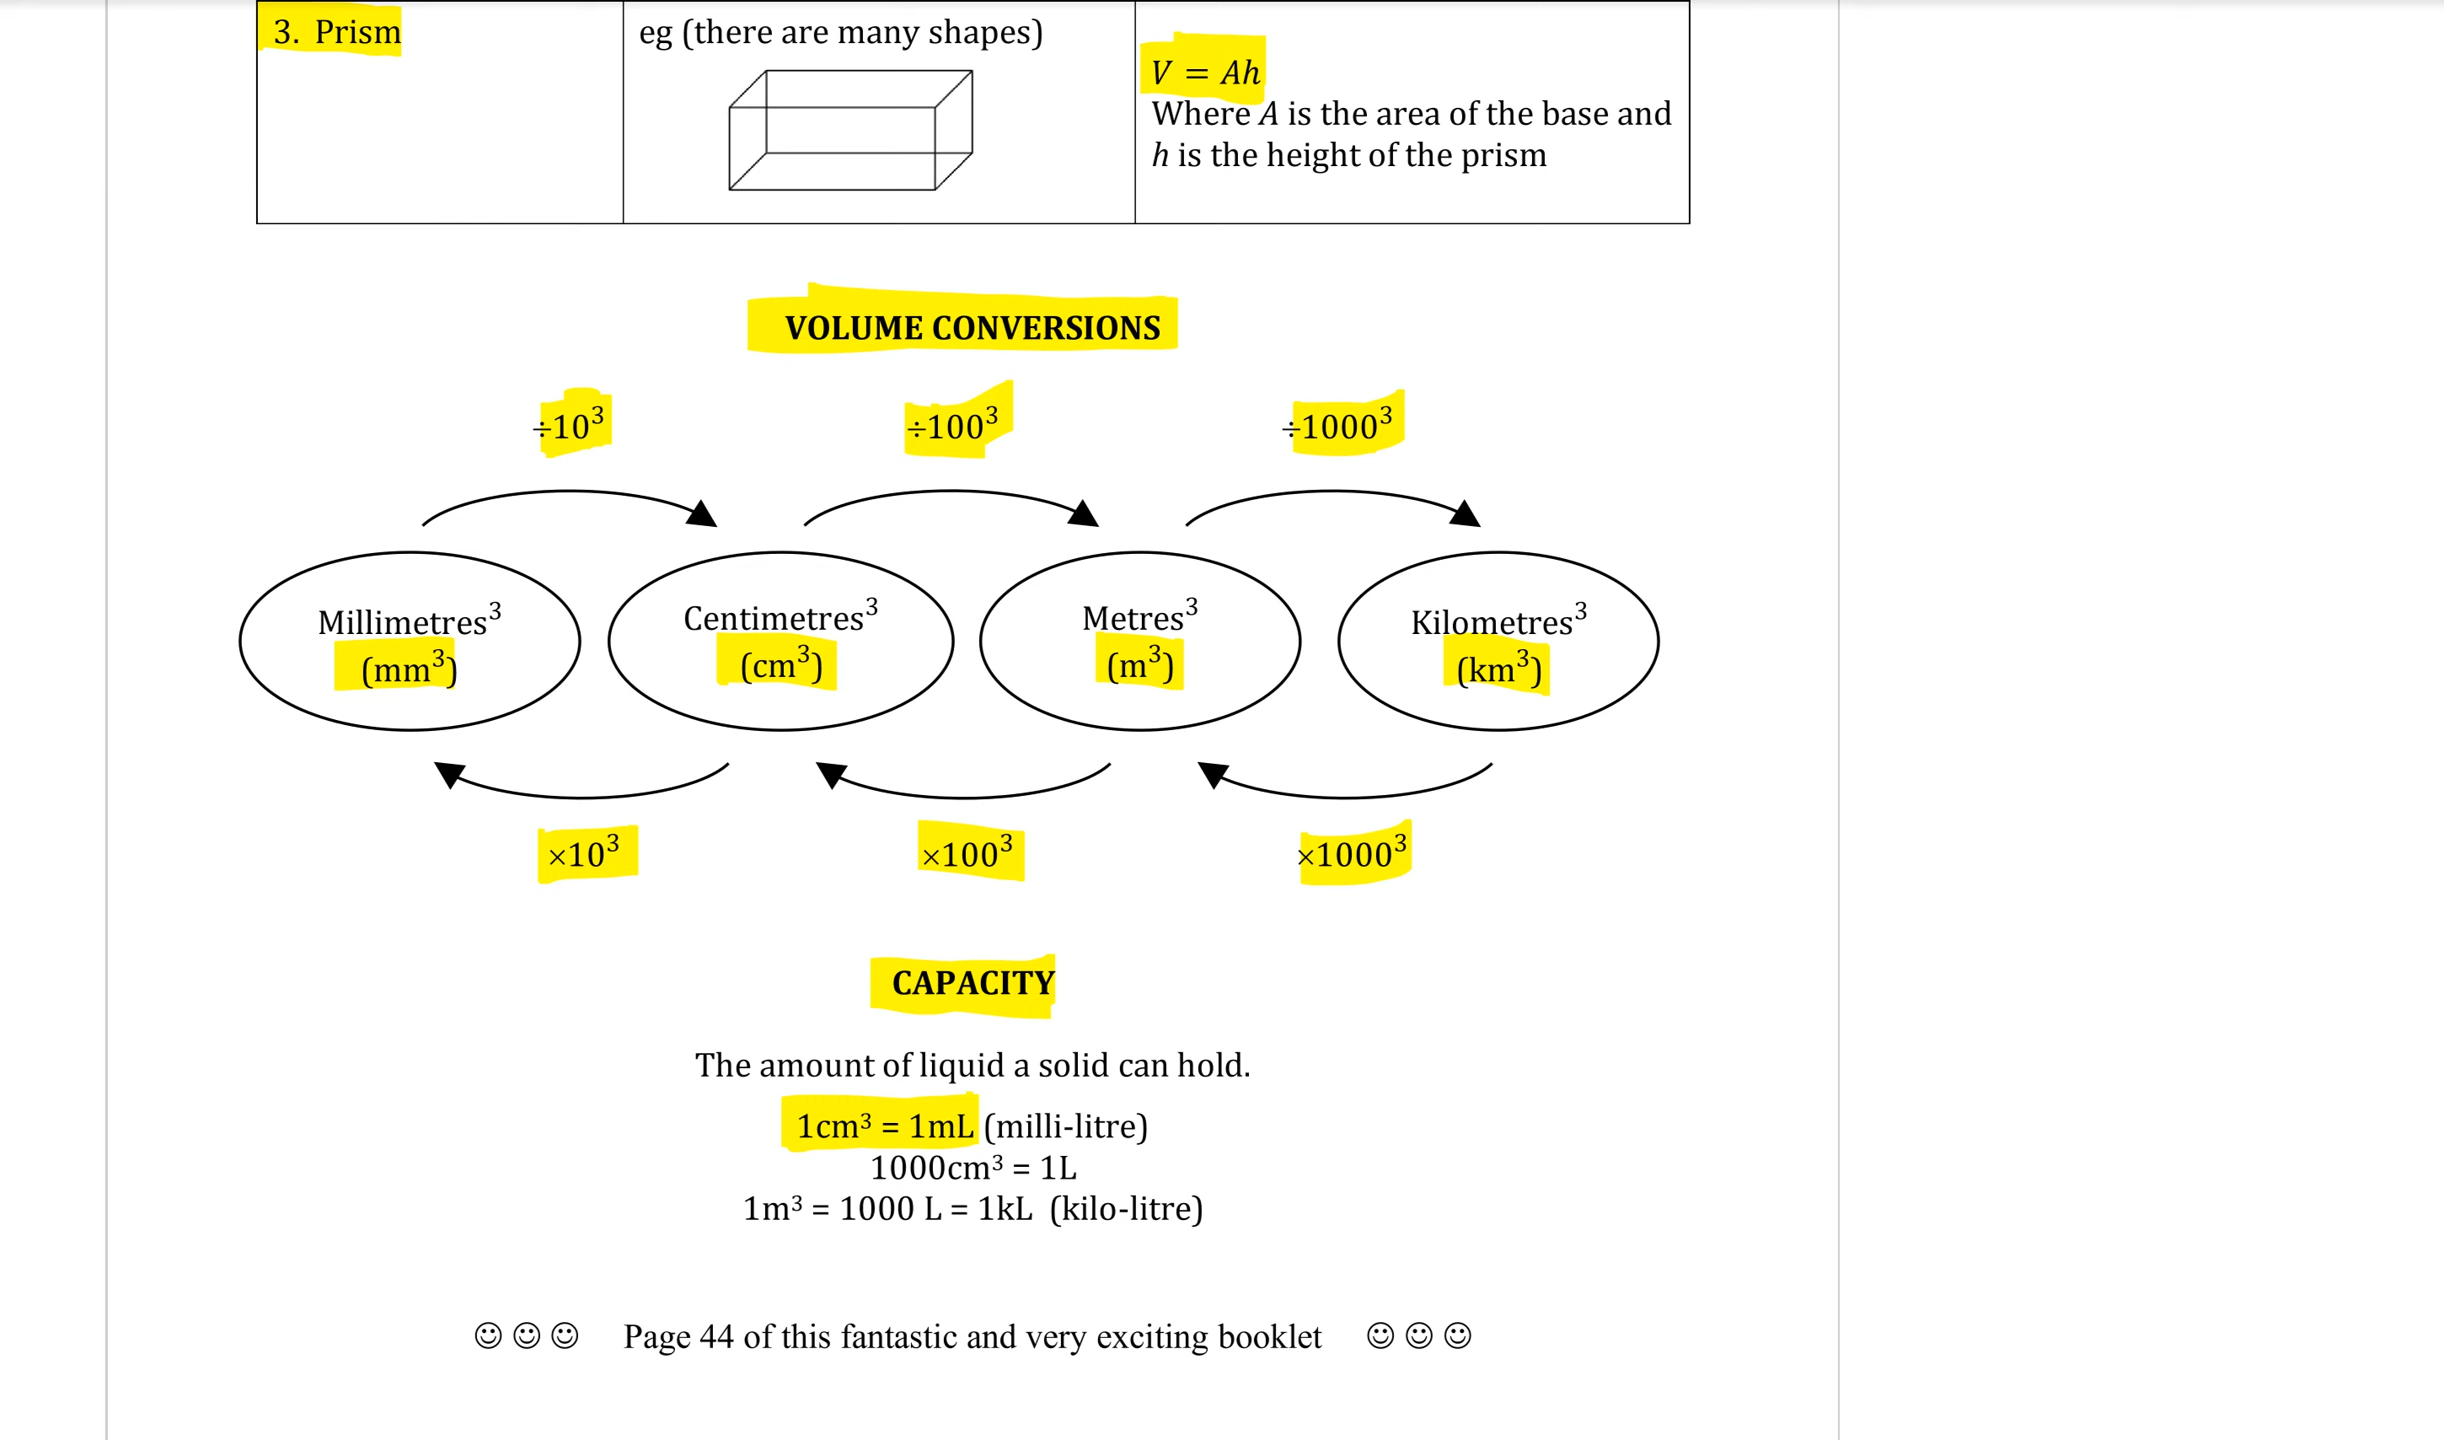 3. Prism
eg (there are many shapes)
V = Ah
Where A is the area of the base and
h is the height of the prism
VOLUME CONVERSIONS
÷10³ ÷100³ ÷1000³
Millimetres³ Centimetres³ Metres³ Kilometres³
(mm³) (cm³) (m³) (km³)
×10³ ×100³ ×1000³
CAPACITY
The amount of liquid a solid can hold.
1cm³ = 1mL (milli-litre)
1000cm³ = 1L
1m³ = 1000 L = 1kL (kilo-litre)
☺ ☺ ☺ Page 44 of this fantastic and very exciting booklet ☺ ☺ ☺